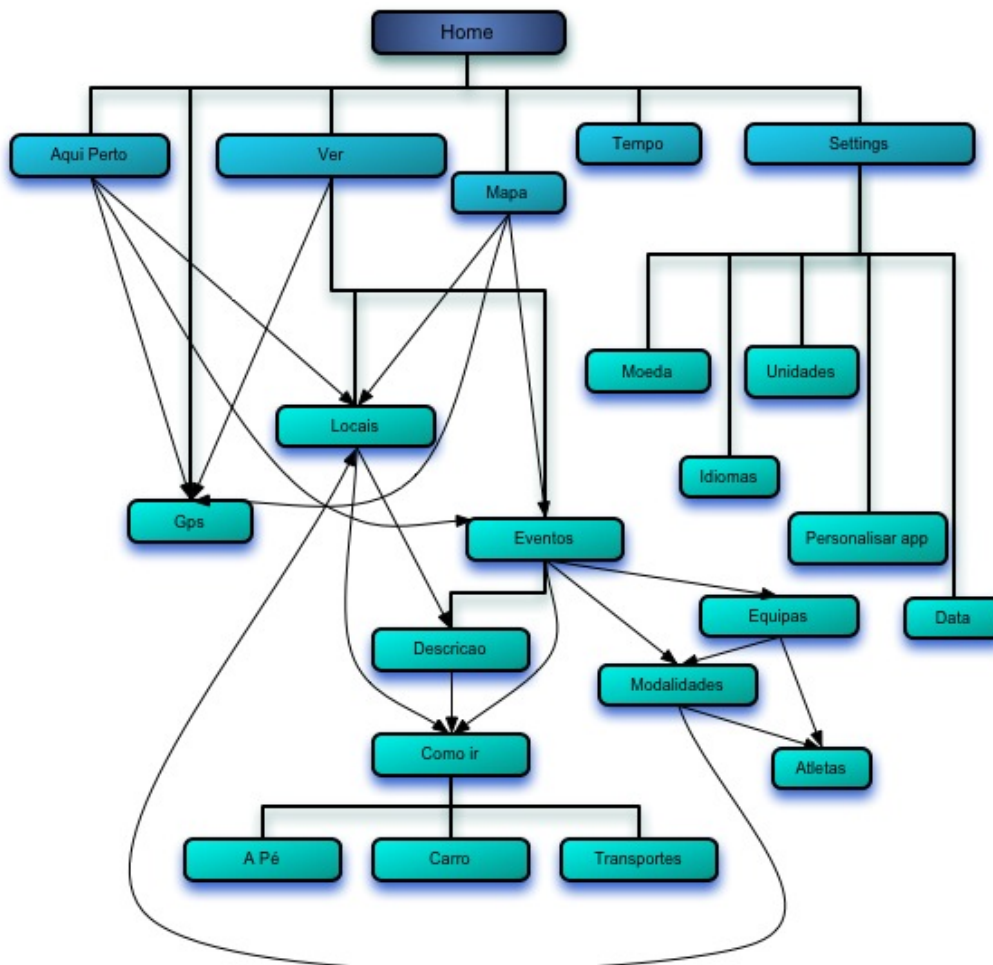 Home
Aqui Perto
Ver
Mapa
Tempo
Settings
Moeda
Unidades
Locais
Idiomas
Gps
Eventos
Personalisar app
Equipas
Data
Descricao
Modalidades
Como ir
Atletas
A Pé
Carro
Transportes